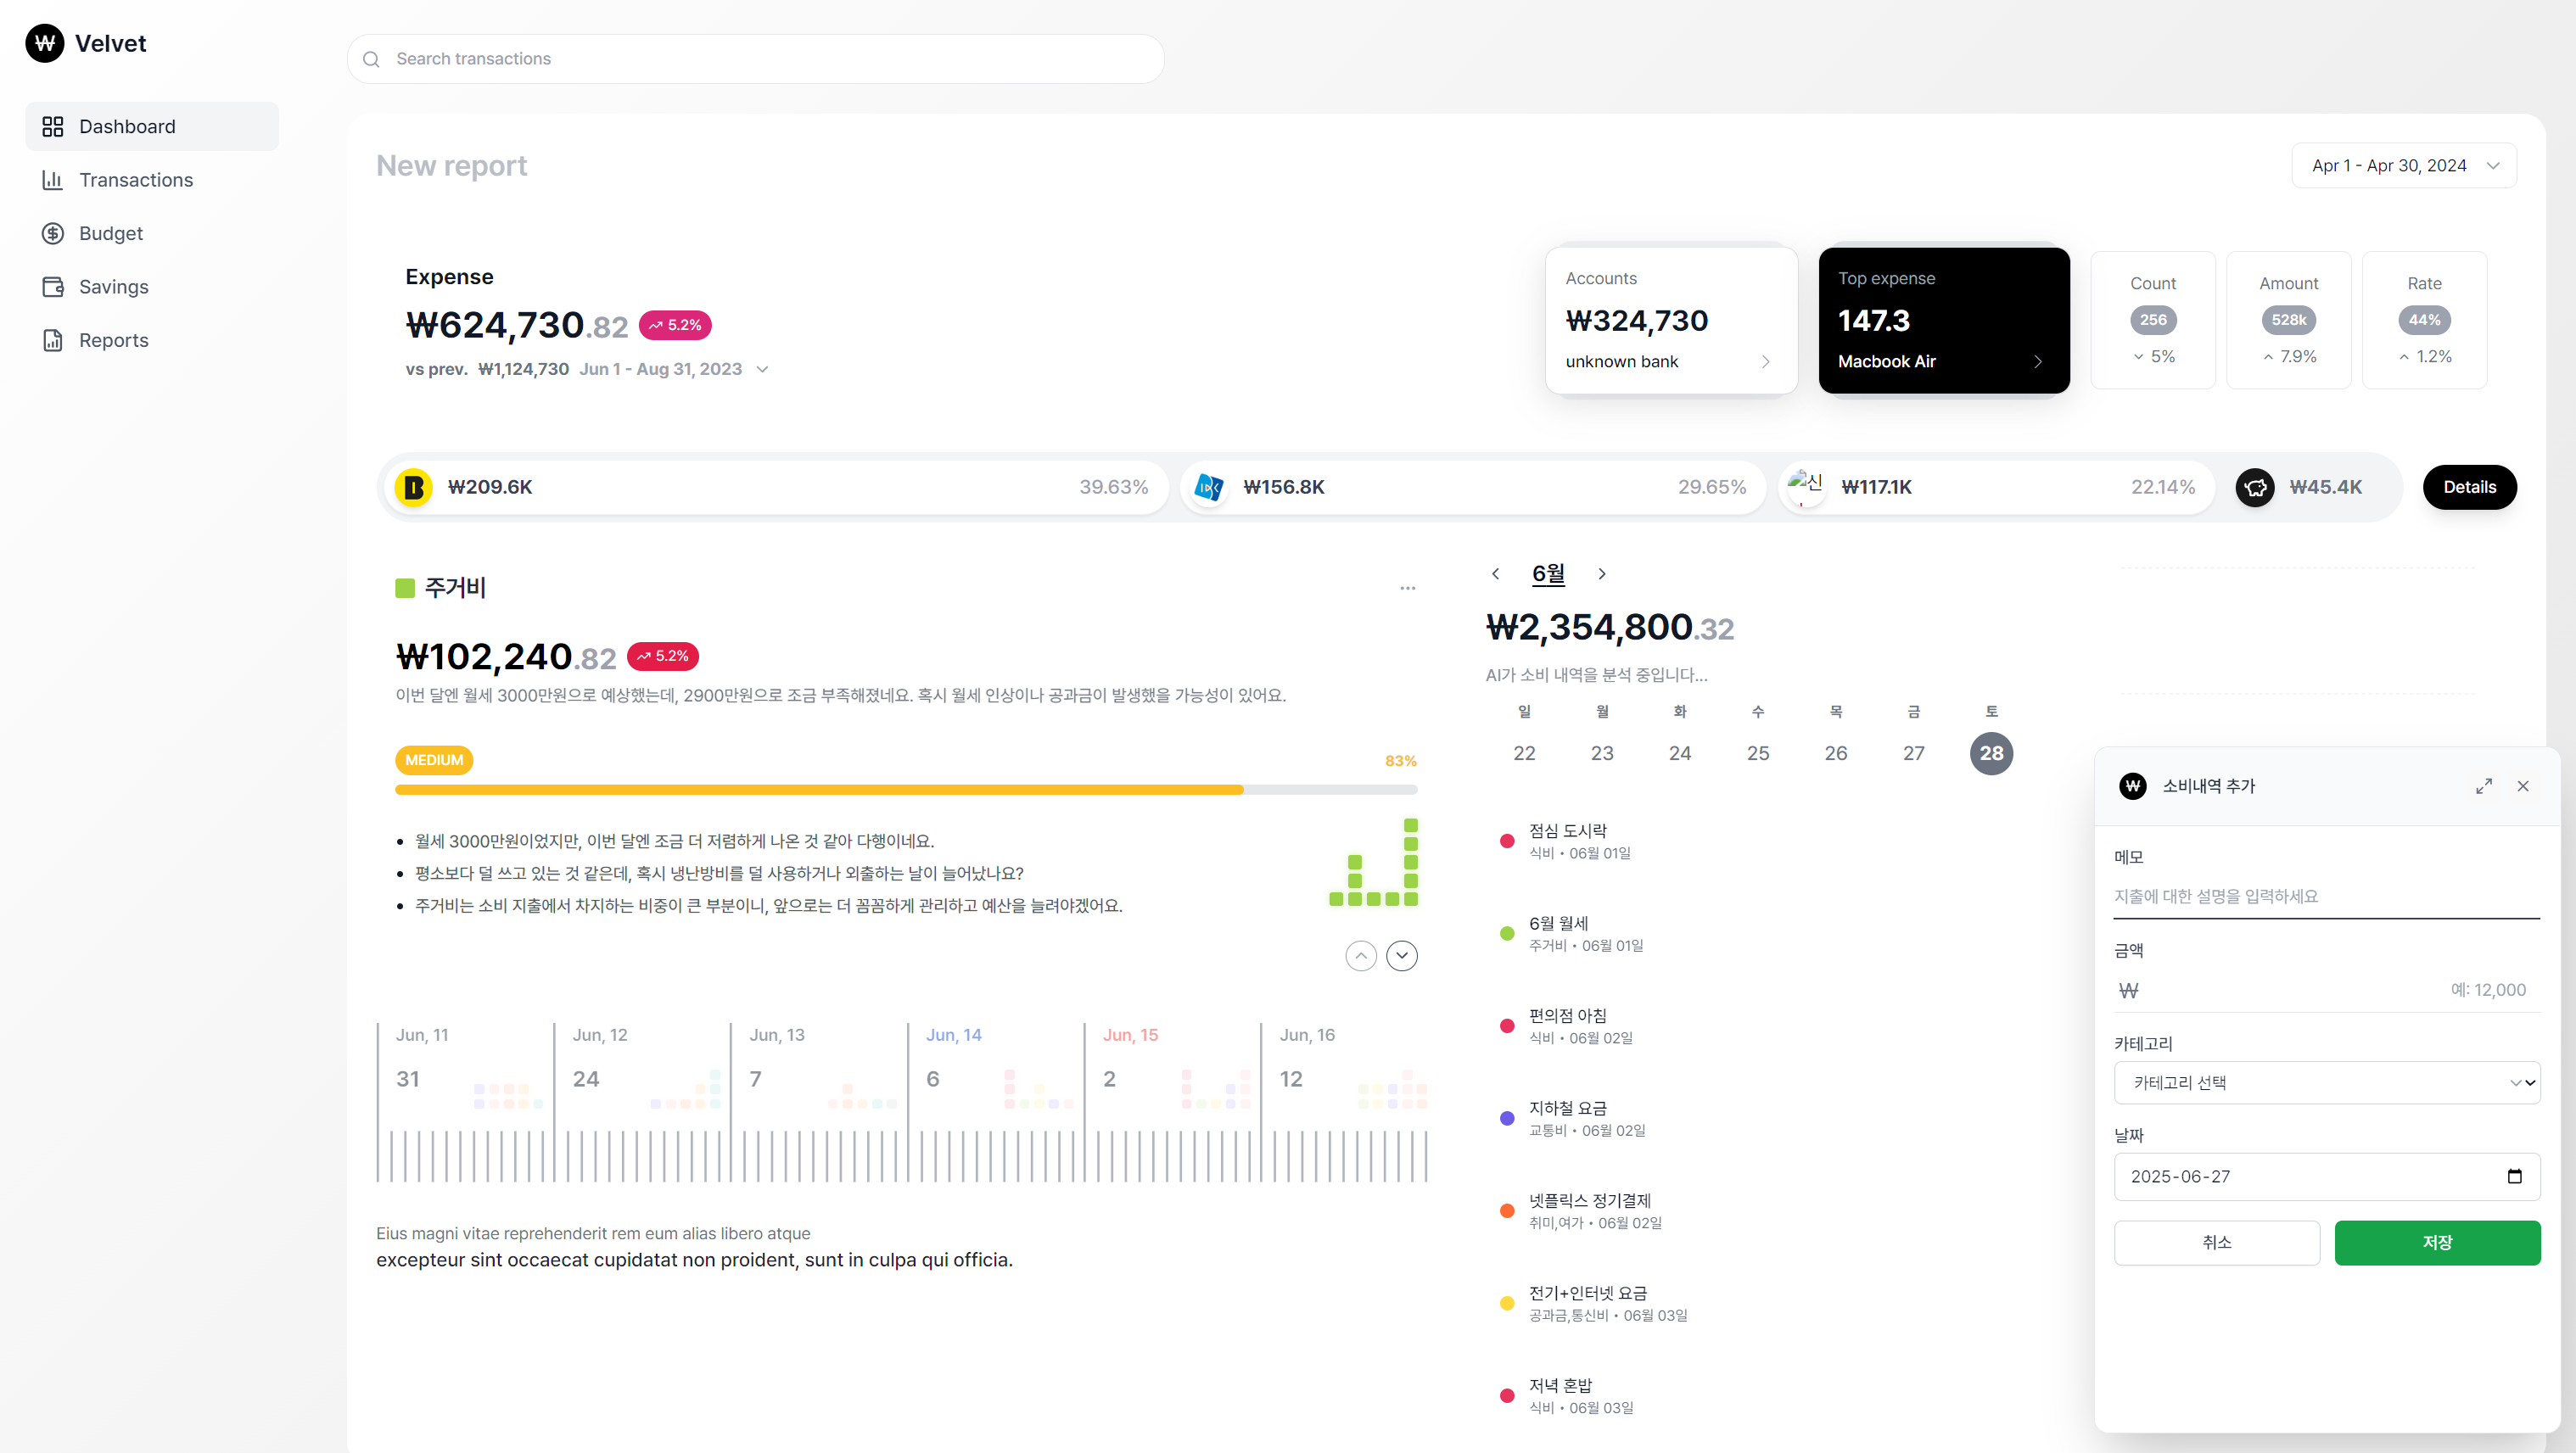 ₩ Velvet
Search transactions
Dashboard
Transactions
Budget
Savings
Reports
New report
Apr 1 - Apr 30, 2024
Expense
₩624,730.82 5.2%
vs prev. ₩1,124,730 Jun 1 - Aug 31, 2023
Accounts
₩324,730
unknown bank
Top expense
147.3
Macbook Air
Count
256
5%
Amount
528k
7.9%
Rate
44%
1.2%
B ₩209.6K 39.63%
₩156.8K 29.65%
신 ₩117.1K 22.14%
₩45.4K
Details
주거비
...
₩102,240.82 5.2%
이번 달엔 월세 3000만원으로 예상했는데, 2900만원으로 조금 부족해졌네요. 혹시 월세 인상이나 공과금이 발생했을 가능성이 있어요.
MEDIUM 83%
• 월세 3000만원이었지만, 이번 달엔 조금 더 저렴하게 나온 것 같아 다행이네요.
• 평소보다 덜 쓰고 있는 것 같은데, 혹시 냉난방비를 덜 사용하거나 외출하는 날이 늘어났나요?
• 주거비는 소비 지출에서 차지하는 비중이 큰 부분이니, 앞으로는 더 꼼꼼하게 관리하고 예산을 늘려야겠어요.
Jun, 11
31
Jun, 12
24
Jun, 13
7
Jun, 14
6
Jun, 15
2
Jun, 16
12
Eius magni vitae reprehenderit rem eum alias libero atque
excepteur sint occaecat cupidatat non proident, sunt in culpa qui officia.
6월
₩2,354,800.32
AI가 소비 내역을 분석 중입니다...
일 월 화 수 목 금 토
22 23 24 25 26 27 28
점심 도시락
식비 • 06월 01일
6월 월세
주거비 • 06월 01일
편의점 아침
식비 • 06월 02일
지하철 요금
교통비 • 06월 02일
넷플릭스 정기결제
취미,여가 • 06월 02일
전기+인터넷 요금
공과금,통신비 • 06월 03일
저녁 혼밥
식비 • 06월 03일
₩ 소비내역 추가
메모
지출에 대한 설명을 입력하세요
금액
₩ 예: 12,000
카테고리
카테고리 선택
날짜
2025-06-27
취소 저장